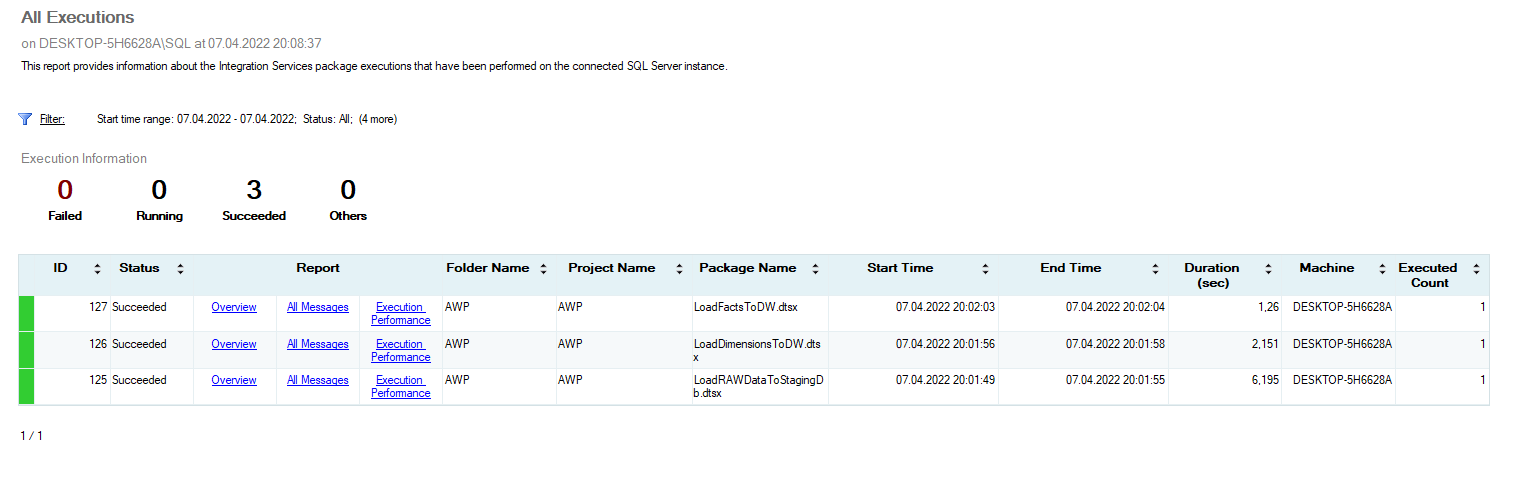 All Executions
on DESKTOP-5H6628A\SQL at 07.04.2022 20:08:37
This report provides information about the Integration Services package executions that have been performed on the connected SQL Server instance.
Filter: Start time range: 07.04.2022 - 07.04.2022; Status: All; (4 more)
Execution Information
0 0 3 0
Failed Running Succeeded Others
ID Status Report Folder Name Project Name Package Name Start Time End Time Duration Machine Executed
(sec) Count
127 Succeeded Overview All Messages Execution AWP AWP LoadFactsToDW.dtsx 07.04.2022 20:02:03 07.04.2022 20:02:04 1,26 DESKTOP-5H6628A 1
Performance
126 Succeeded Overview All Messages Execution AWP AWP LoadDimensionsToDW.dts 07.04.2022 20:01:56 07.04.2022 20:01:58 2,151 DESKTOP-5H6628A 1
Performance x
125 Succeeded Overview All Messages Execution AWP AWP LoadRAWDataToStagingD 07.04.2022 20:01:49 07.04.2022 20:01:55 6,195 DESKTOP-5H6628A 1
Performance b.dtsx
1 / 1